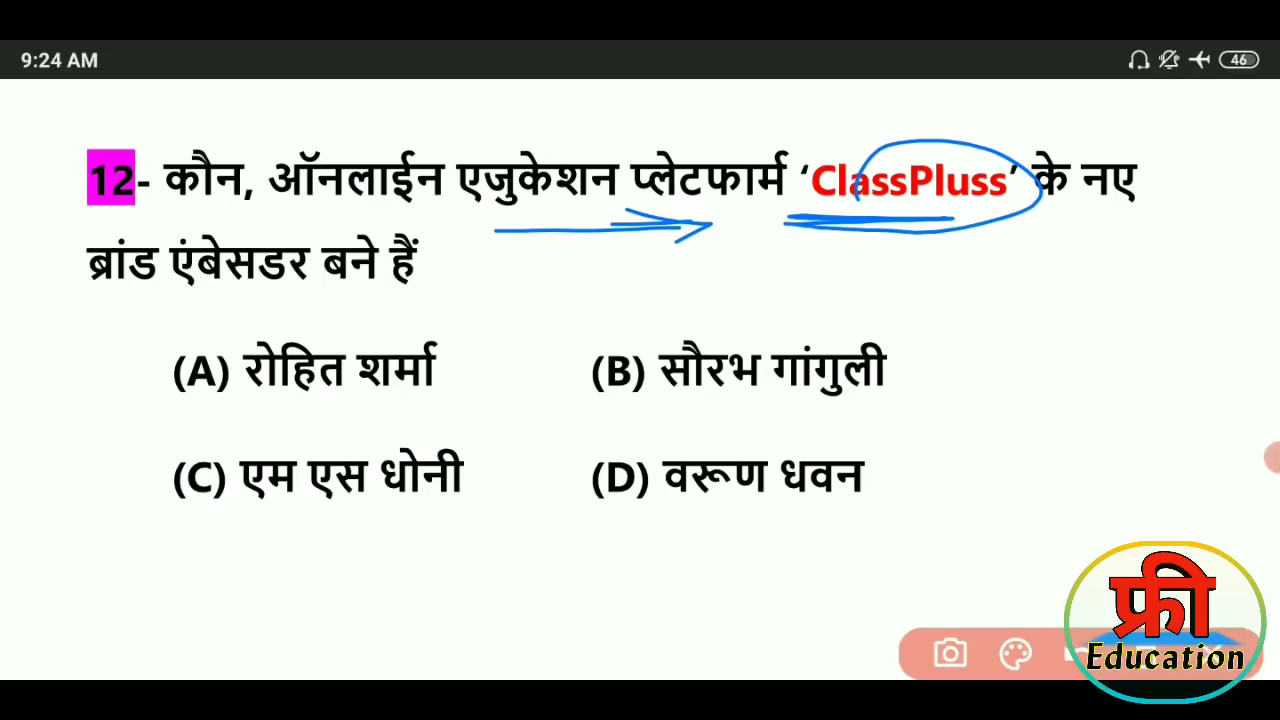 9:24 AM
46
12- कौन, ऑनलाईन एजुकेशन प्लेटफार्म ‘ClassPluss’ के नए
ब्रांड एंबेसडर बने हैं
(A) रोहित शर्मा (B) सौरभ गांगुली
(C) एम एस धोनी (D) वरूण धवन
फ्री
Education